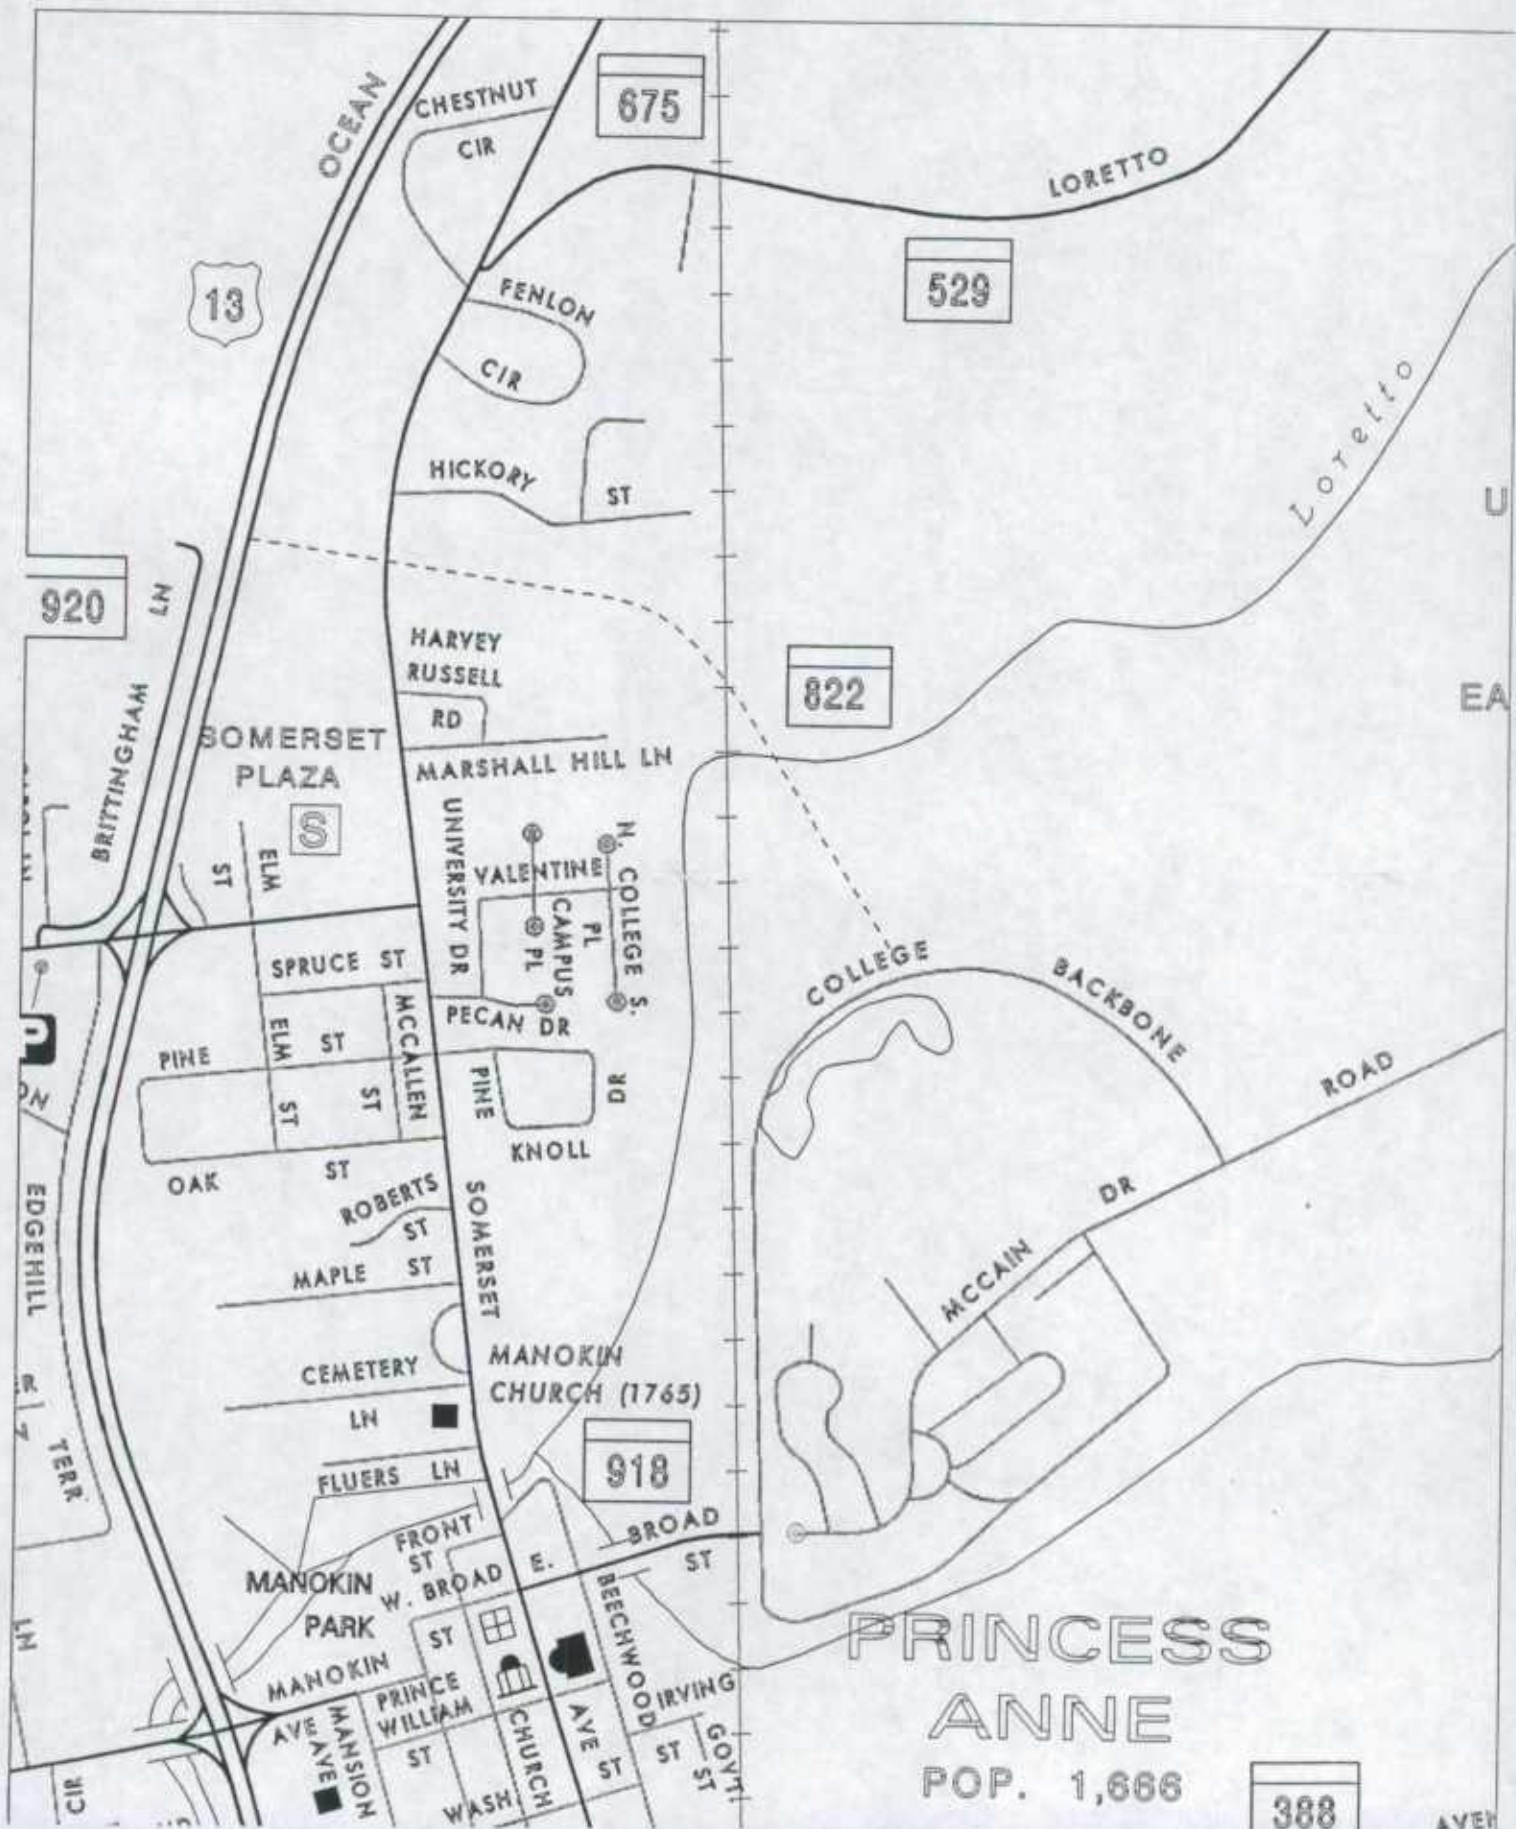 OCEAN
CHESTNUT
CIR
675
LORETTO
13
FENLON
CIR
529
Loretto
HICKORY
ST
U
920
LN
HARVEY
RUSSELL
RD
822
EA
BRITTINGHAM
SOMERSET
PLAZA
MARSHALL HILL LN
S
ELM
ST
UNIVERSITY DR
VALENTINE
PL
N. COLLEGE S.
CAMPUS
PL
SPRUCE ST
COLLEGE
BACKBONE
ROAD
PECAN DR
PINE
ST
ELM
ST
MCCALLEN
ST
PINE
KNOLL
DR
OAK
ST
ROBERTS
ST
DR
EDGEHILL
TERR
SOMERSET
MAPLE ST
MCCAIN
CEMETERY
LN
MANOKIN
CHURCH (1765)
918
FLUERS LN
FRONT
ST
BROAD
ST
E.
W. BROAD
ST
MANOKIN
PARK
BEECHWOOD
PRINCESS
ANNE
POP. 1,666
LN
MANOKIN
AVE
PRINCE
WILLIAM
ST
IRVING
ST
GOV'T.
ST
MANSION
AVE
CHURCH
AVE
ST
WASH
CIR
388
AVEN